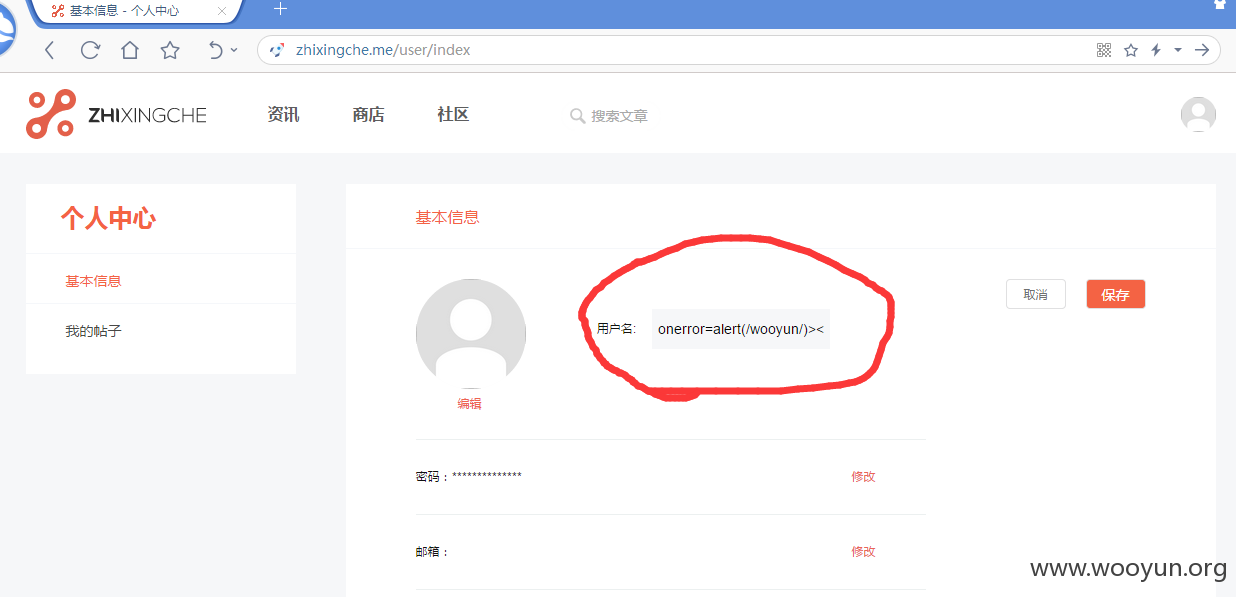 基本信息 - 个人中心
zhixingche.me/user/index
ZHIXINGCHE 资讯 商店 社区 搜索文章
个人中心
基本信息
我的帖子
基本信息
取消 保存
用户名: onerror=alert(/wooyun/)><
编辑
密码：************** 修改
邮箱： 修改
www.wooyun.org